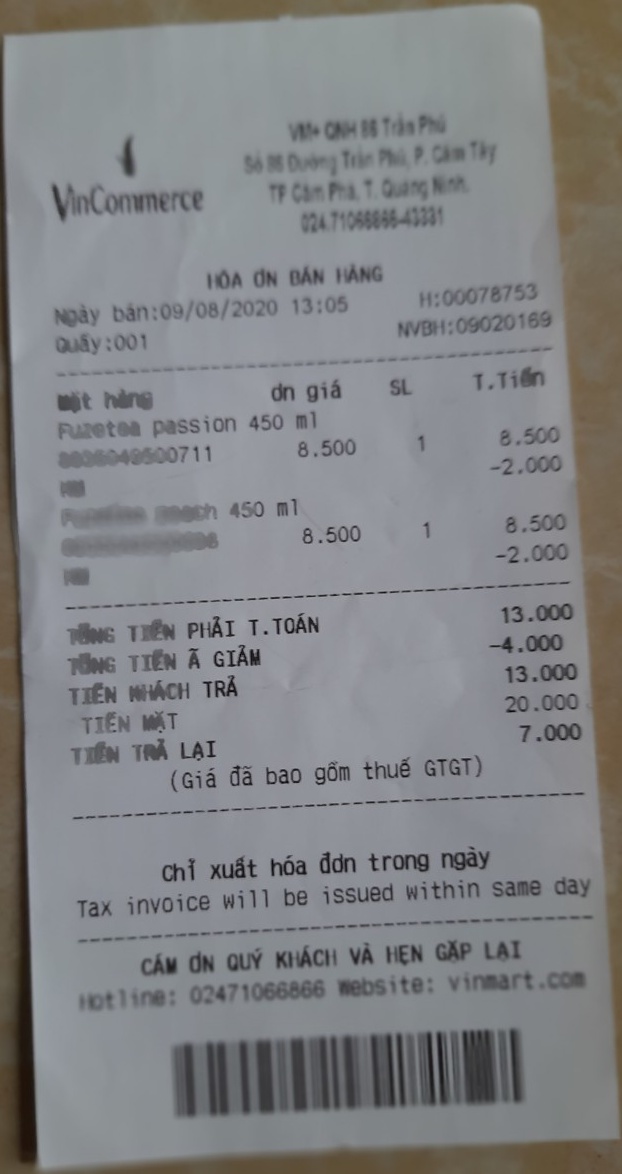 VinCommerce
VM+ QNH 86 Trần Phú
Số 86 Đường Trần Phú, P. Cẩm Tây
TP Cẩm Phả, T. Quảng Ninh.
024.71066866-43331
HÓA ƠN BÁN HÀNG
Ngày bán:09/08/2020 13:05 H:00078753
Quầy:001 NVBH:09020169
Mặt hàng ơn giá SL T.Tiền
Fuzetea passion 450 ml
8.500 1 8.500
-2.000
450 ml
8.500 1 8.500
-2.000
TỔNG TIỀN PHẢI T.TOÁN 13.000
TỔNG TIỀN Ã GIẢM -4.000
TIỀN KHÁCH TRẢ 13.000
TIỀN MẶT 20.000
TIỀN TRẢ LẠI 7.000
(Giá đã bao gồm thuế GTGT)
Chỉ xuất hóa đơn trong ngày
Tax invoice will be issued within same day
CẢM ƠN QUÝ KHÁCH VÀ HẸN GẶP LẠI
Hotline: 02471066866 Website: vinmart.com